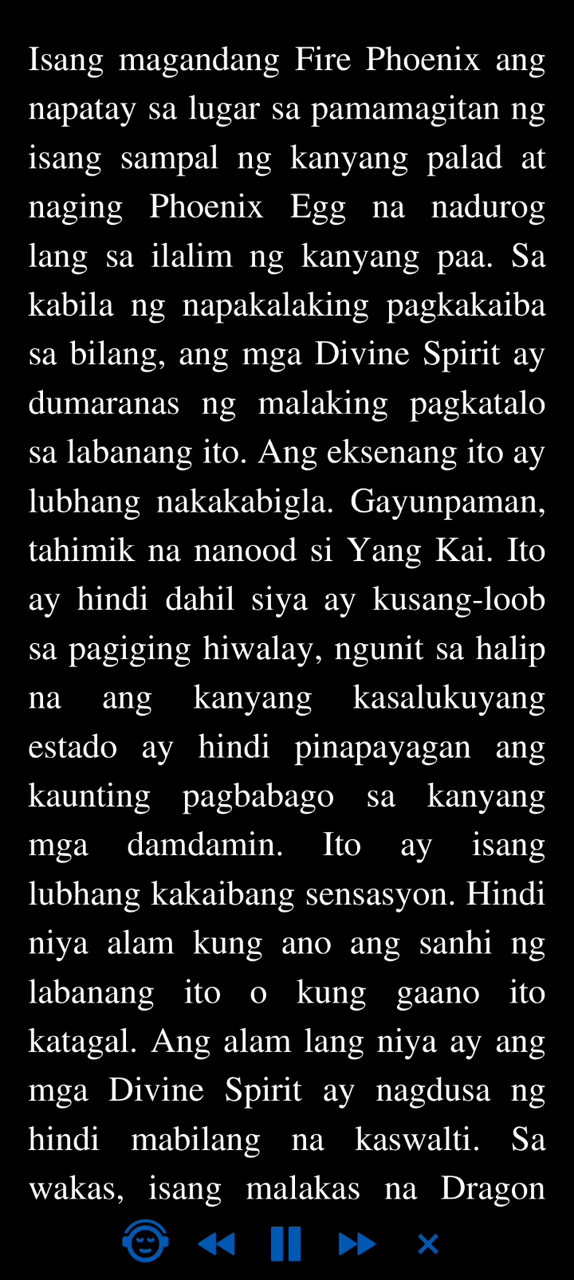 Isang magandang Fire Phoenix ang
napatay sa lugar sa pamamagitan ng
isang sampal ng kanyang palad at
naging Phoenix Egg na nadurog
lang sa ilalim ng kanyang paa. Sa
kabila ng napakalaking pagkakaiba
sa bilang, ang mga Divine Spirit ay
dumaranas ng malaking pagkatalo
sa labanang ito. Ang eksenang ito ay
lubhang nakakabigla. Gayunpaman,
tahimik na nanood si Yang Kai. Ito
ay hindi dahil siya ay kusang-loob
sa pagiging hiwalay, ngunit sa halip
na ang kanyang kasalukuyang
estado ay hindi pinapayagan ang
kaunting pagbabago sa kanyang
mga damdamin. Ito ay isang
lubhang kakaibang sensasyon. Hindi
niya alam kung ano ang sanhi ng
labanang ito o kung gaano ito
katagal. Ang alam lang niya ay ang
mga Divine Spirit ay nagdusa ng
hindi mabilang na kaswalti. Sa
wakas, isang malakas na Dragon